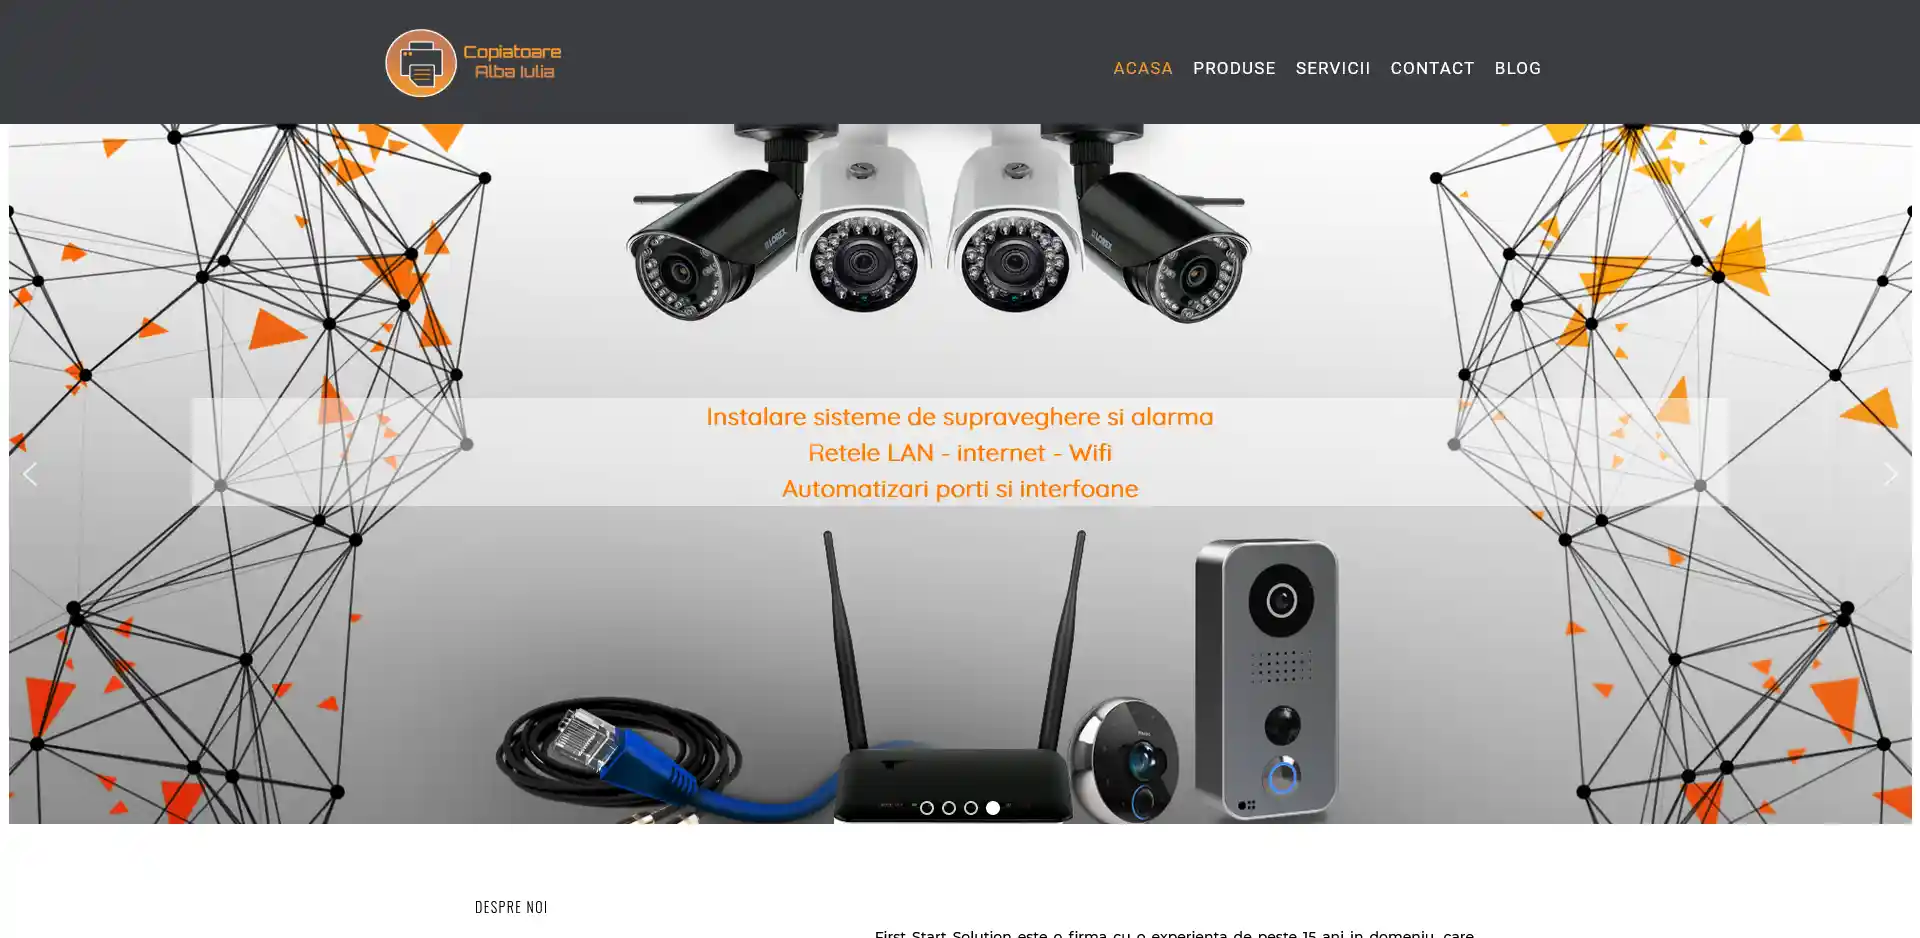 Copiatoare
Alba Iulia
ACASA PRODUSE SERVICII CONTACT BLOG
LOREX
LOREX
Instalare sisteme de supraveghere si alarma
Retele LAN - internet - Wifi
Automatizari porti si interfoane
DESPRE NOI
First Start Solution este o firma cu o experienta de peste 15 ani in domeniu, care